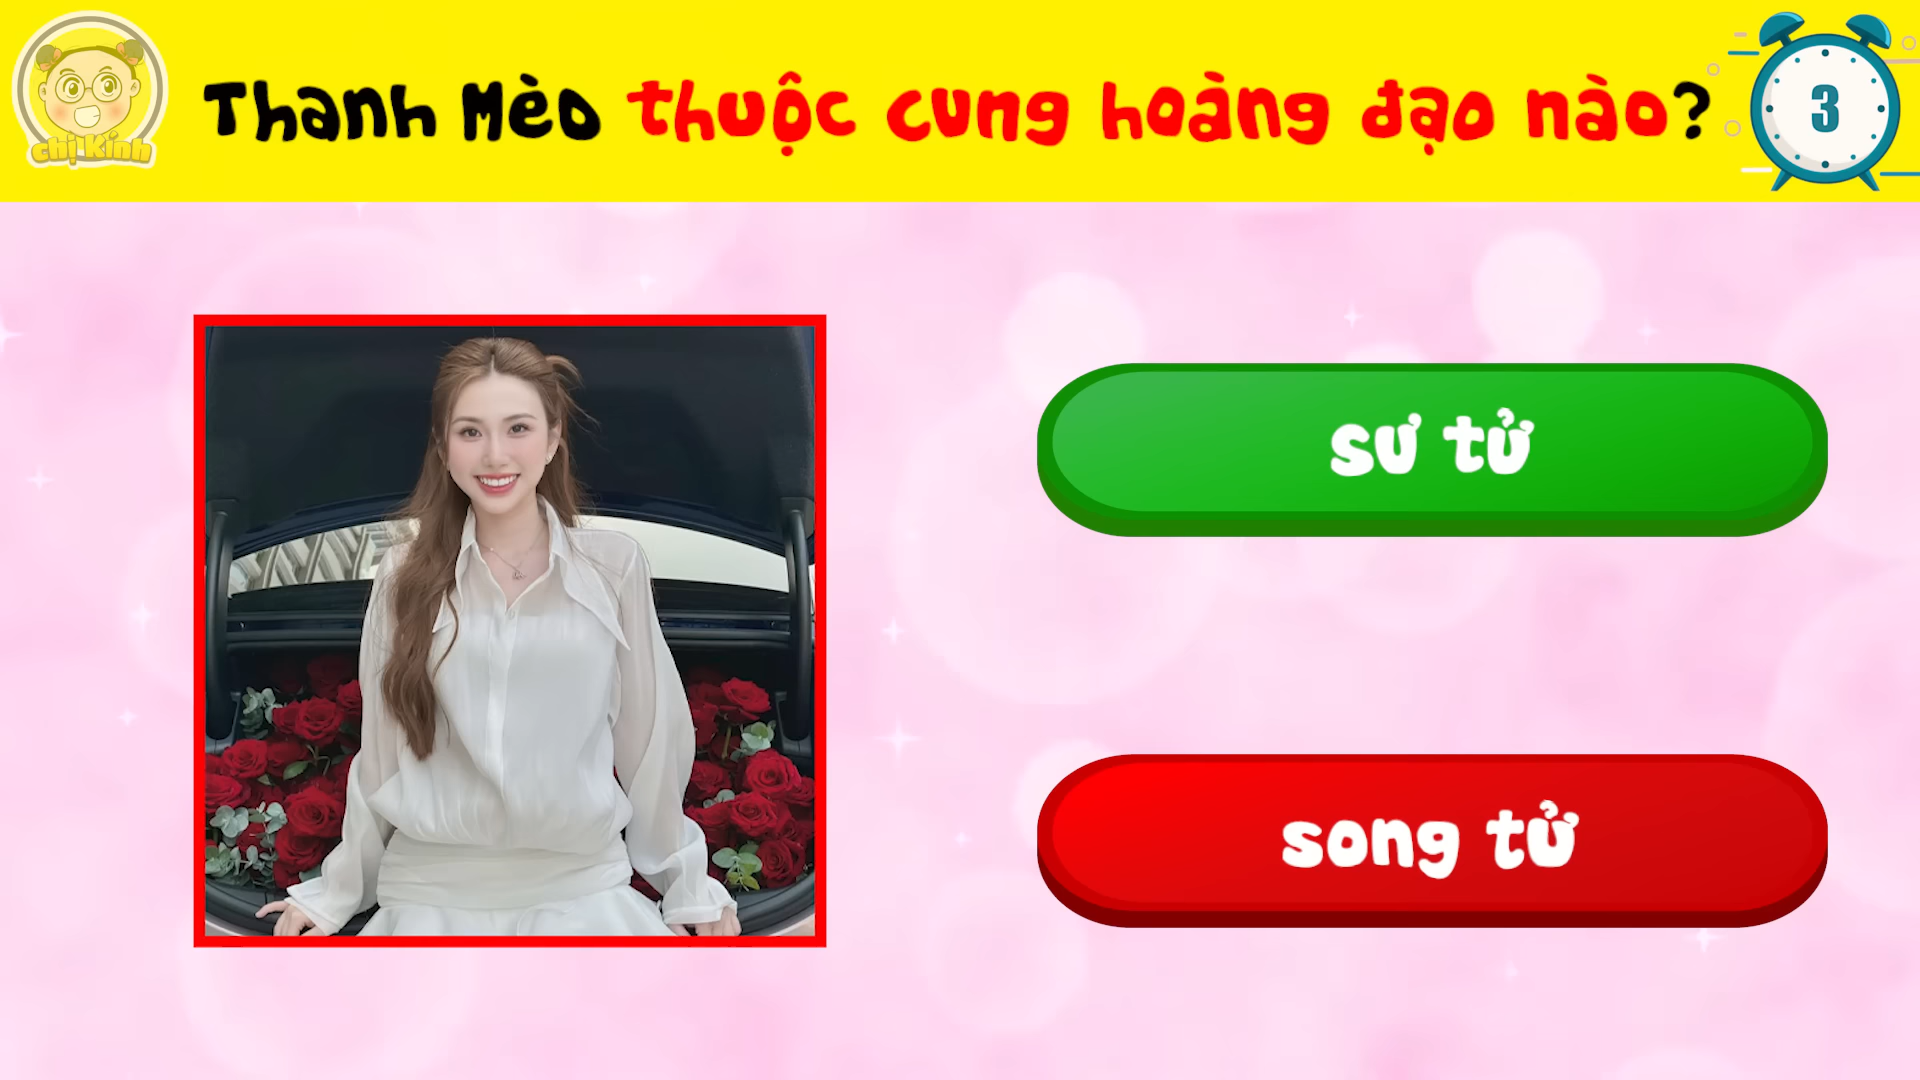 chị Kính
Thanh Mèo thuộc cung hoàng đạo nào?
3
sư tử
song tử